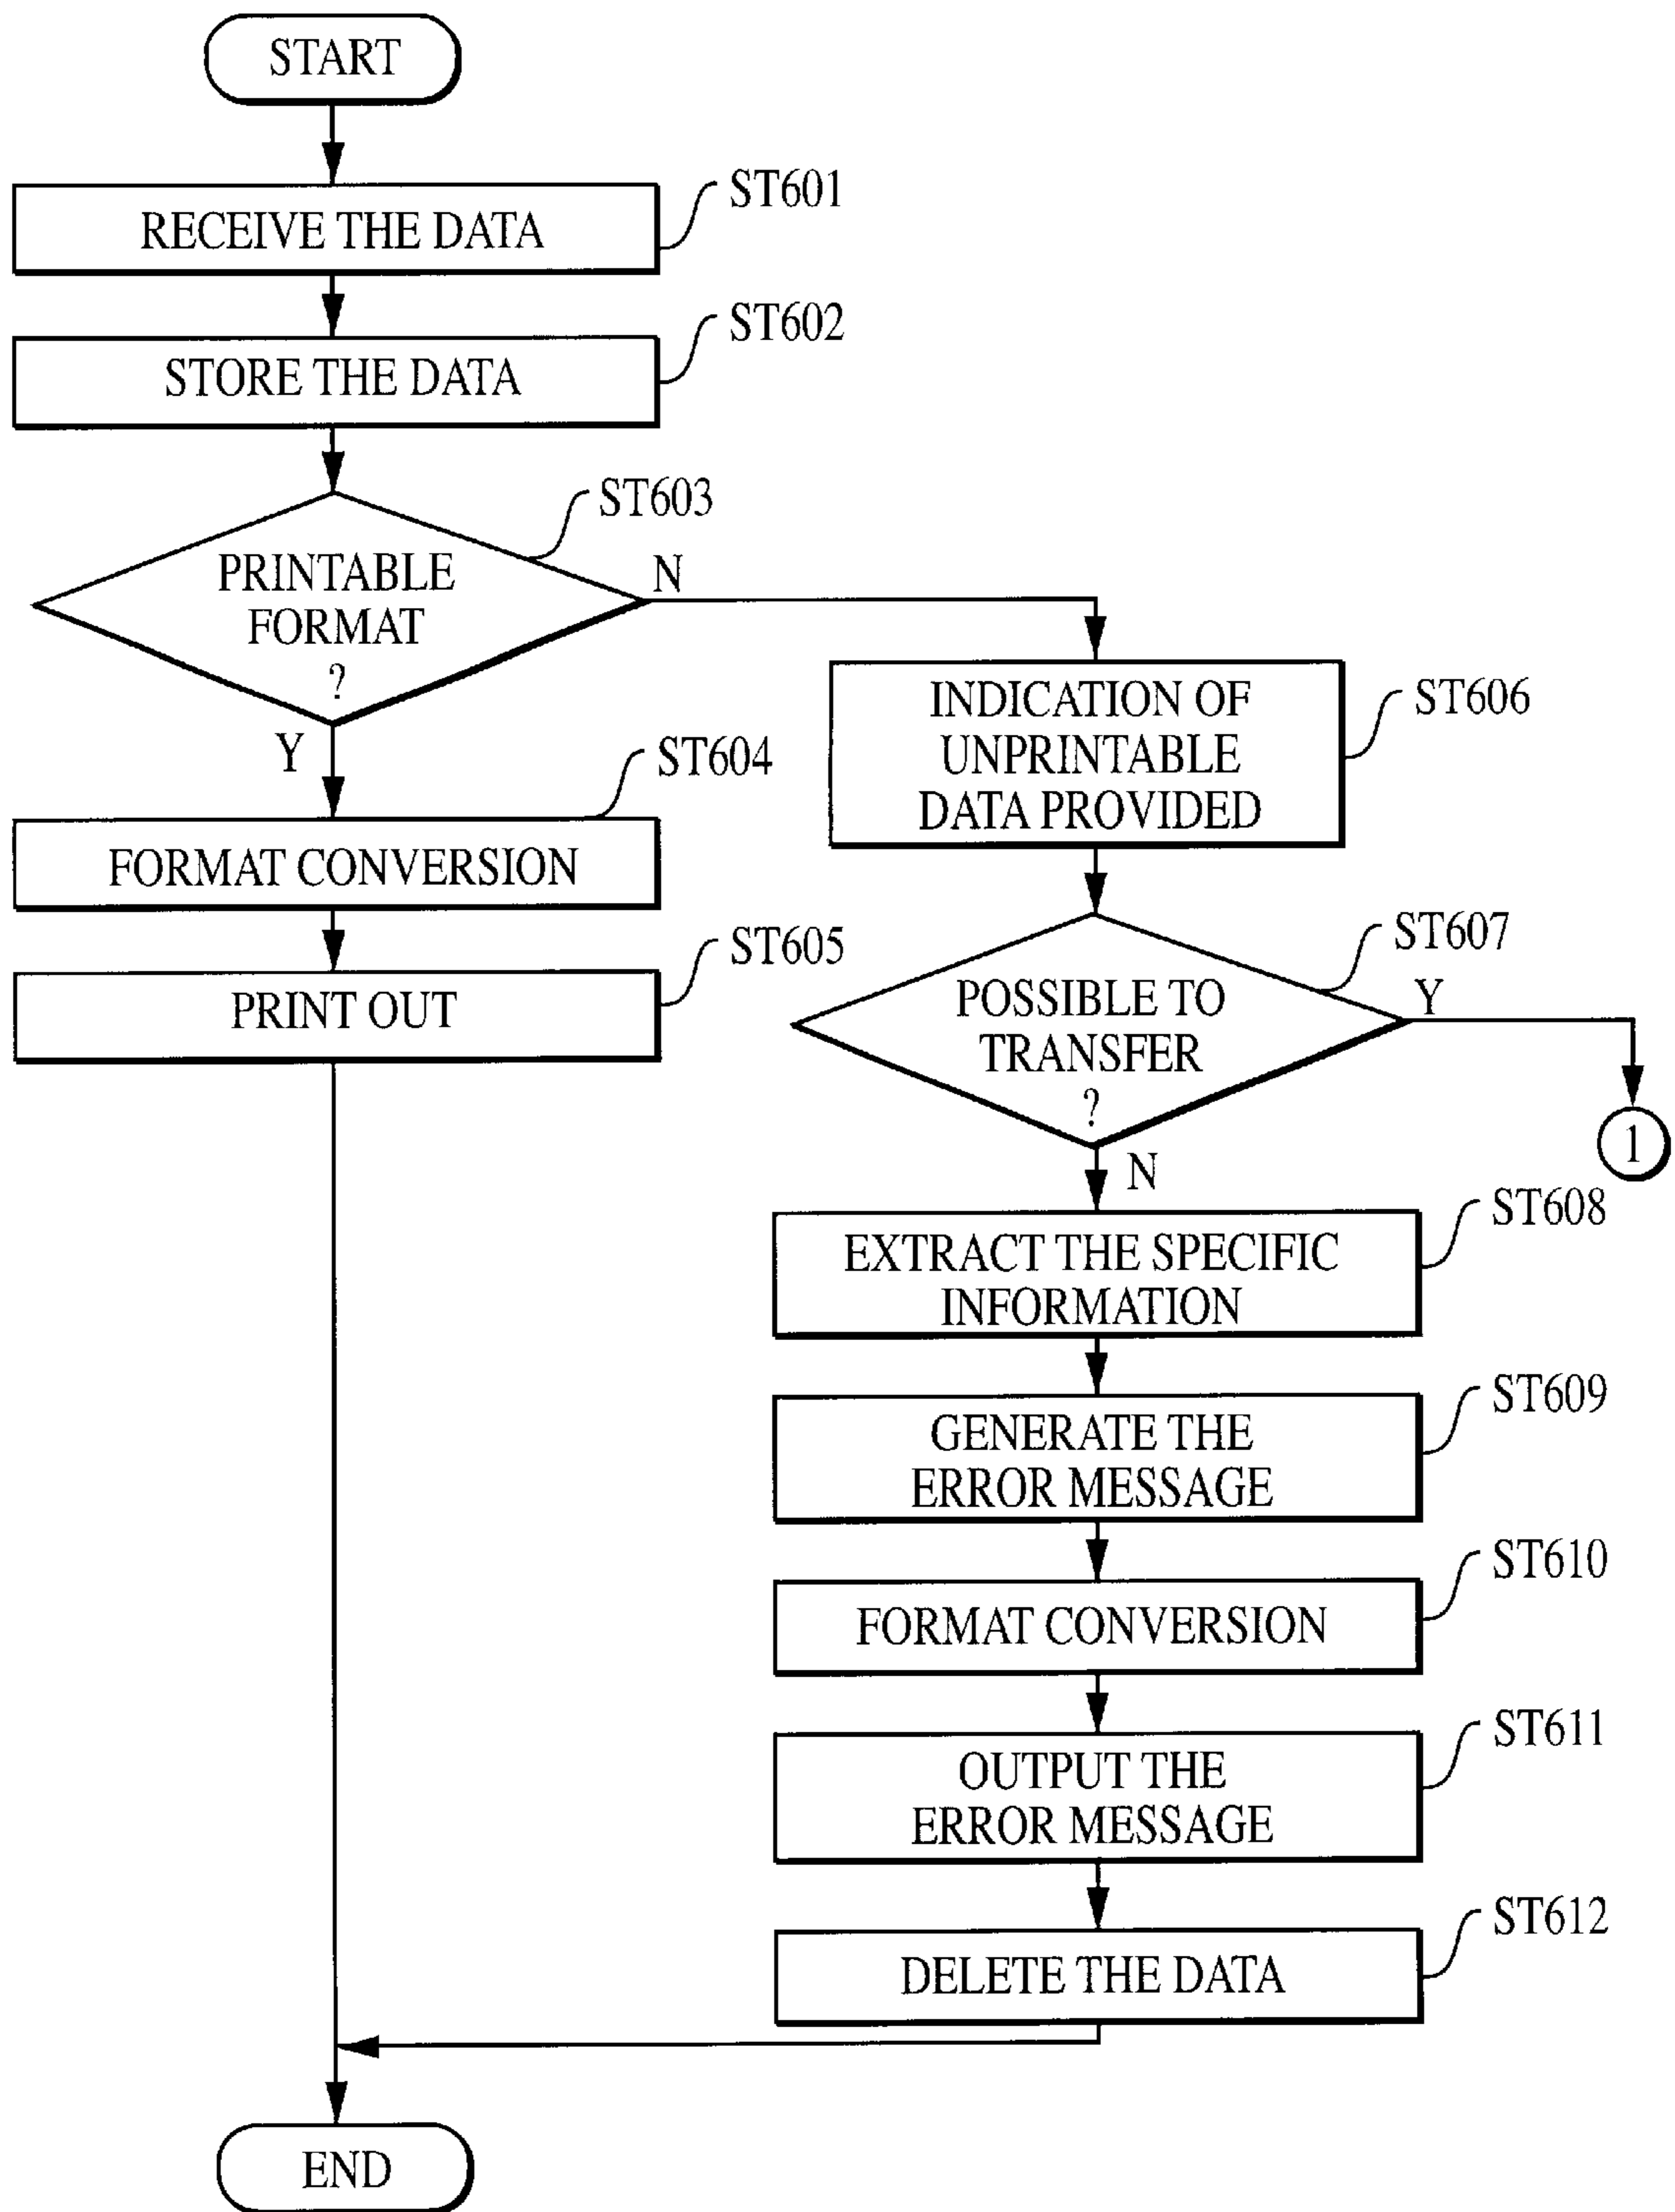 START
RECEIVE THE DATA
ST601
STORE THE DATA
ST602
ST603
PRINTABLE
FORMAT
?
N
Y
INDICATION OF
UNPRINTABLE
DATA PROVIDED
ST606
ST604
FORMAT CONVERSION
ST605
PRINT OUT
ST607
POSSIBLE TO
TRANSFER
?
Y
1
N
ST608
EXTRACT THE SPECIFIC
INFORMATION
ST609
GENERATE THE
ERROR MESSAGE
ST610
FORMAT CONVERSION
ST611
OUTPUT THE
ERROR MESSAGE
ST612
DELETE THE DATA
END